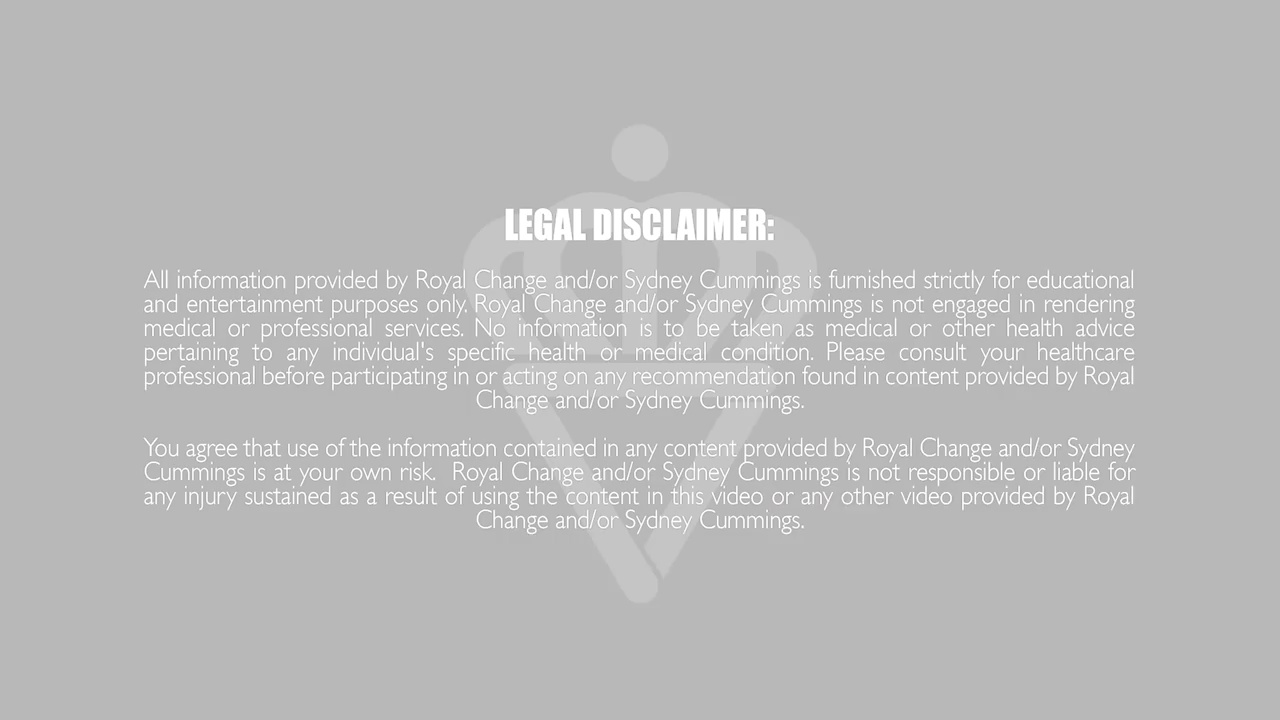 LEGAL DISCLAIMER:
All information provided by Royal Change and/or Sydney Cummings is furnished strictly for educational
and entertainment purposes only. Royal Change and/or Sydney Cummings is not engaged in rendering
medical or professional services. No information is to be taken as medical or other health advice
pertaining to any individual's specific health or medical condition. Please consult your healthcare
professional before participating in or acting on any recommendation found in content provided by Royal
Change and/or Sydney Cummings.
You agree that use of the information contained in any content provided by Royal Change and/or Sydney
Cummings is at your own risk.  Royal Change and/or Sydney Cummings is not responsible or liable for
any injury sustained as a result of using the content in this video or any other video provided by Royal
Change and/or Sydney Cummings.